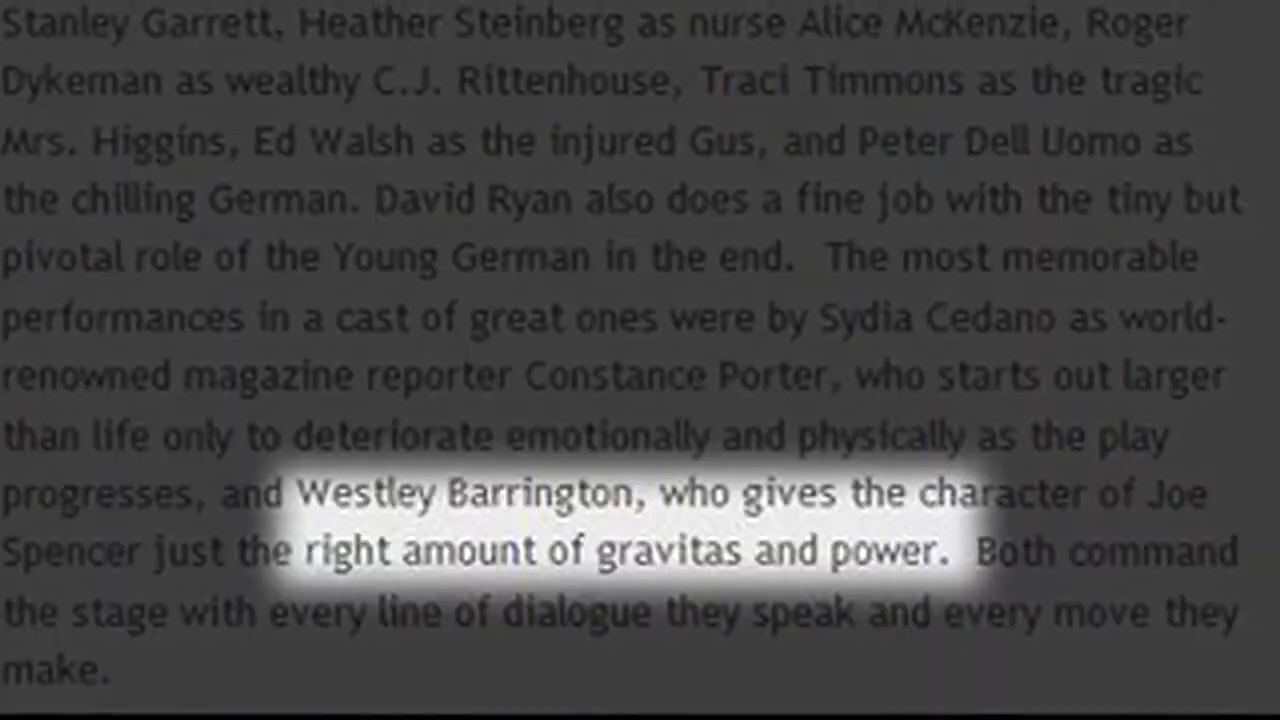 Stanley Garrett, Heather Steinberg as nurse Alice McKenzie, Roger
Dykeman as wealthy C.J. Rittenhouse, Traci Timmons as the tragic
Mrs. Higgins, Ed Walsh as the injured Gus, and Peter Dell Uomo as
the chilling German. David Ryan also does a fine job with the tiny but
pivotal role of the Young German in the end.  The most memorable
performances in a cast of great ones were by Sydia Cedano as world-
renowned magazine reporter Constance Porter, who starts out larger
than life only to deteriorate emotionally and physically as the play
progresses, and Westley Barrington, who gives the character of Joe
Spencer just the right amount of gravitas and power.  Both command
the stage with every line of dialogue they speak and every move they
make.